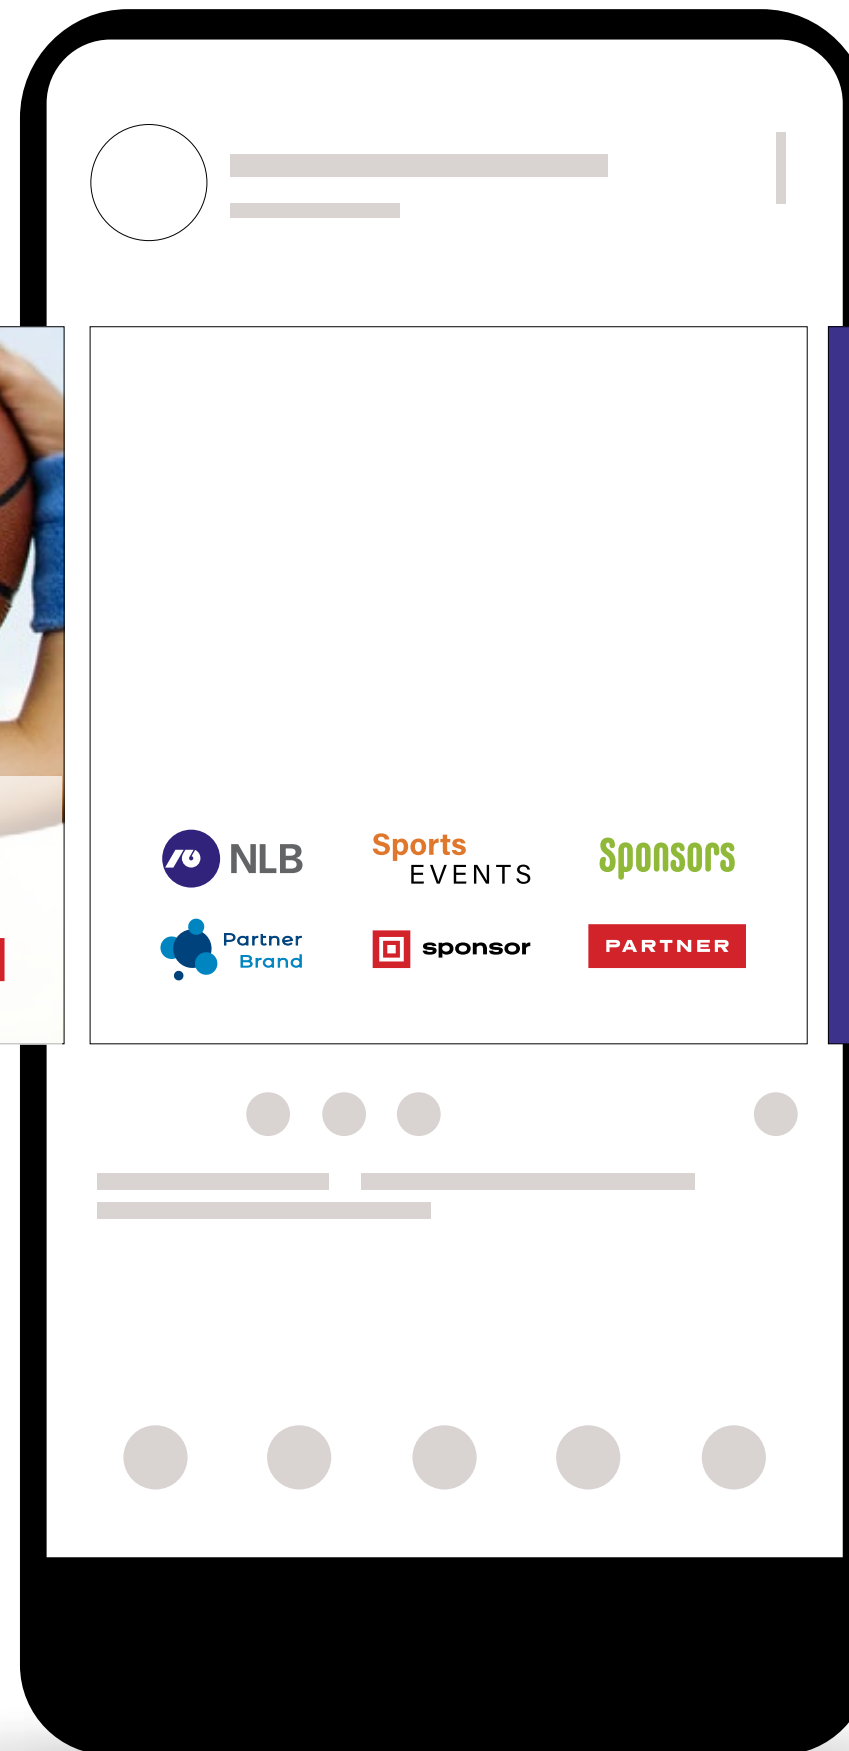 NLB
Sports
EVENTS
Sponsors
Partner
Brand
sponsor
PARTNER